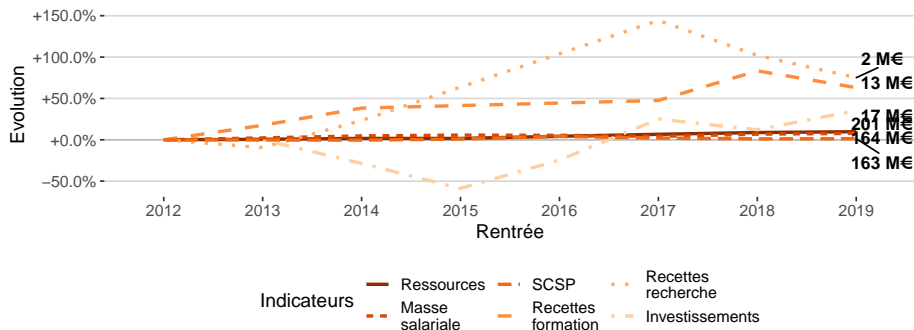 +150.0%
+100.0%
+50.0%
+0.0%
−50.0%
Evolution
2012 2013 2014 2015 2016 2017 2018 2019
Rentrée
2 M€
13 M€
17 M€
201 M€
164 M€
163 M€
Indicateurs
Ressources
Masse
salariale
SCSP
Recettes
formation
Recettes
recherche
Investissements